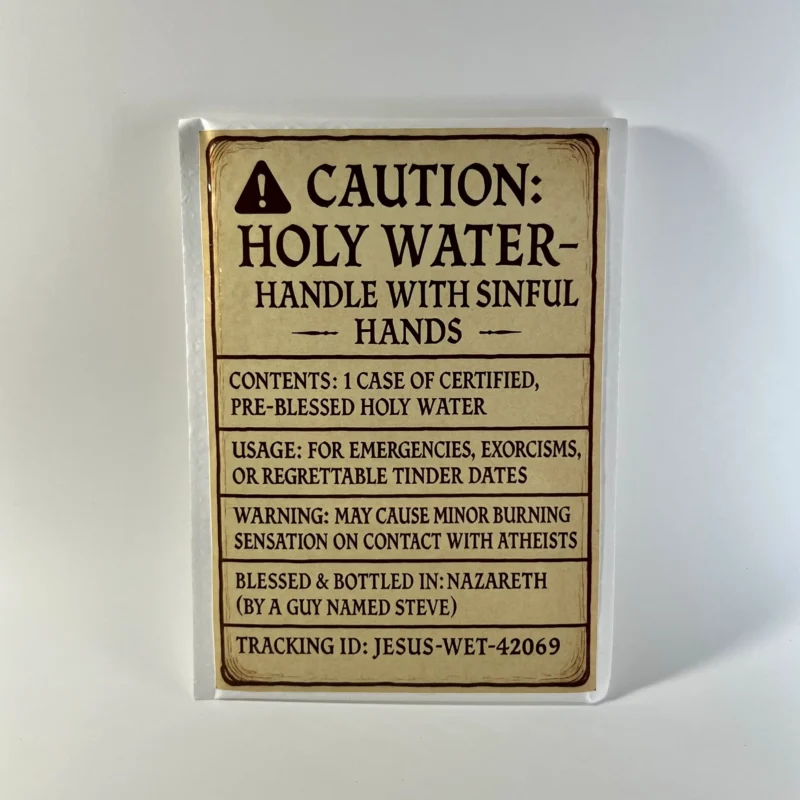 CAUTION:
HOLY WATER-
HANDLE WITH SINFUL
HANDS
CONTENTS: 1 CASE OF CERTIFIED,
PRE-BLESSED HOLY WATER
USAGE: FOR EMERGENCIES, EXORCISMS,
OR REGRETTABLE TINDER DATES
WARNING: MAY CAUSE MINOR BURNING
SENSATION ON CONTACT WITH ATHEISTS
BLESSED & BOTTLED IN: NAZARETH
(BY A GUY NAMED STEVE)
TRACKING ID: JESUS-WET-42069